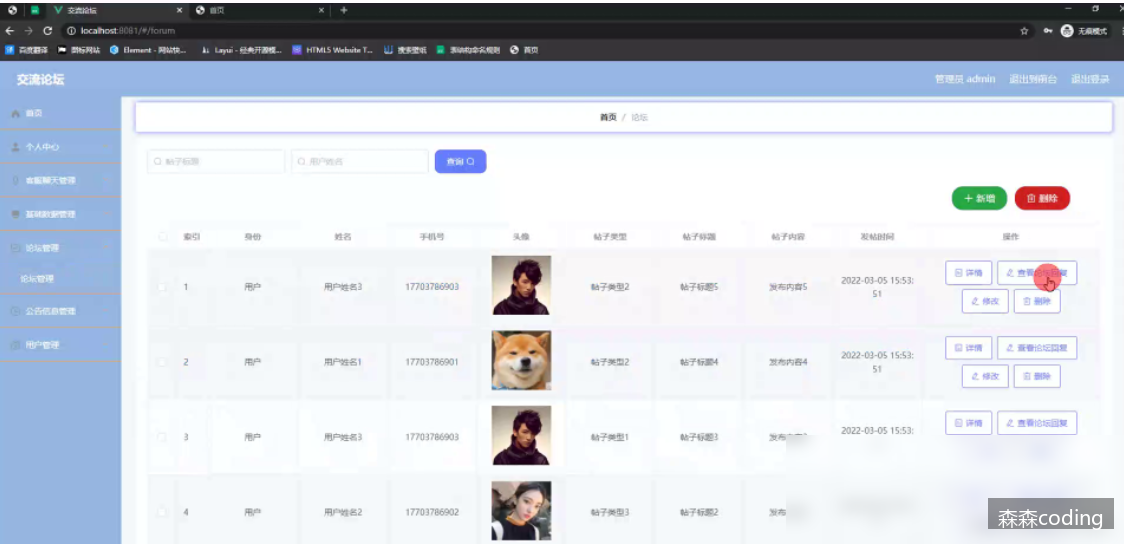 交流论坛
首页
localhost:8081/#/forum
无痕模式
百度翻译
图标网站
Element - 网站快...
Layui - 经典开源模...
HTML5 Website T...
搜索壁纸
首页
交流论坛
管理员 admin
退出到前台
退出登录
首页
个人中心
客服聊天管理
基础数据管理
论坛管理
论坛管理
公告信息管理
用户管理
首页 / 论坛
帖子标题
用户姓名
查询
+ 新增
删除
索引 身份 姓名 手机号 头像 帖子类型 帖子标题 帖子内容 发帖时间 操作
1 用户 用户姓名3 17703786903 帖子类型2 帖子标题5 发布内容5 2022-03-05 15:53:51
详情
查看论坛回复
修改
删除
2 用户 用户姓名1 17703786901 帖子类型2 帖子标题4 发布内容4 2022-03-05 15:53:51
详情
查看论坛回复
修改
删除
3 用户 用户姓名3 17703786903 帖子类型1 帖子标题3 发布 2022-03-05 15:53:
详情
查看论坛回复
4 用户 用户姓名2 17703786902 帖子类型3 帖子标题2 发布
森森coding